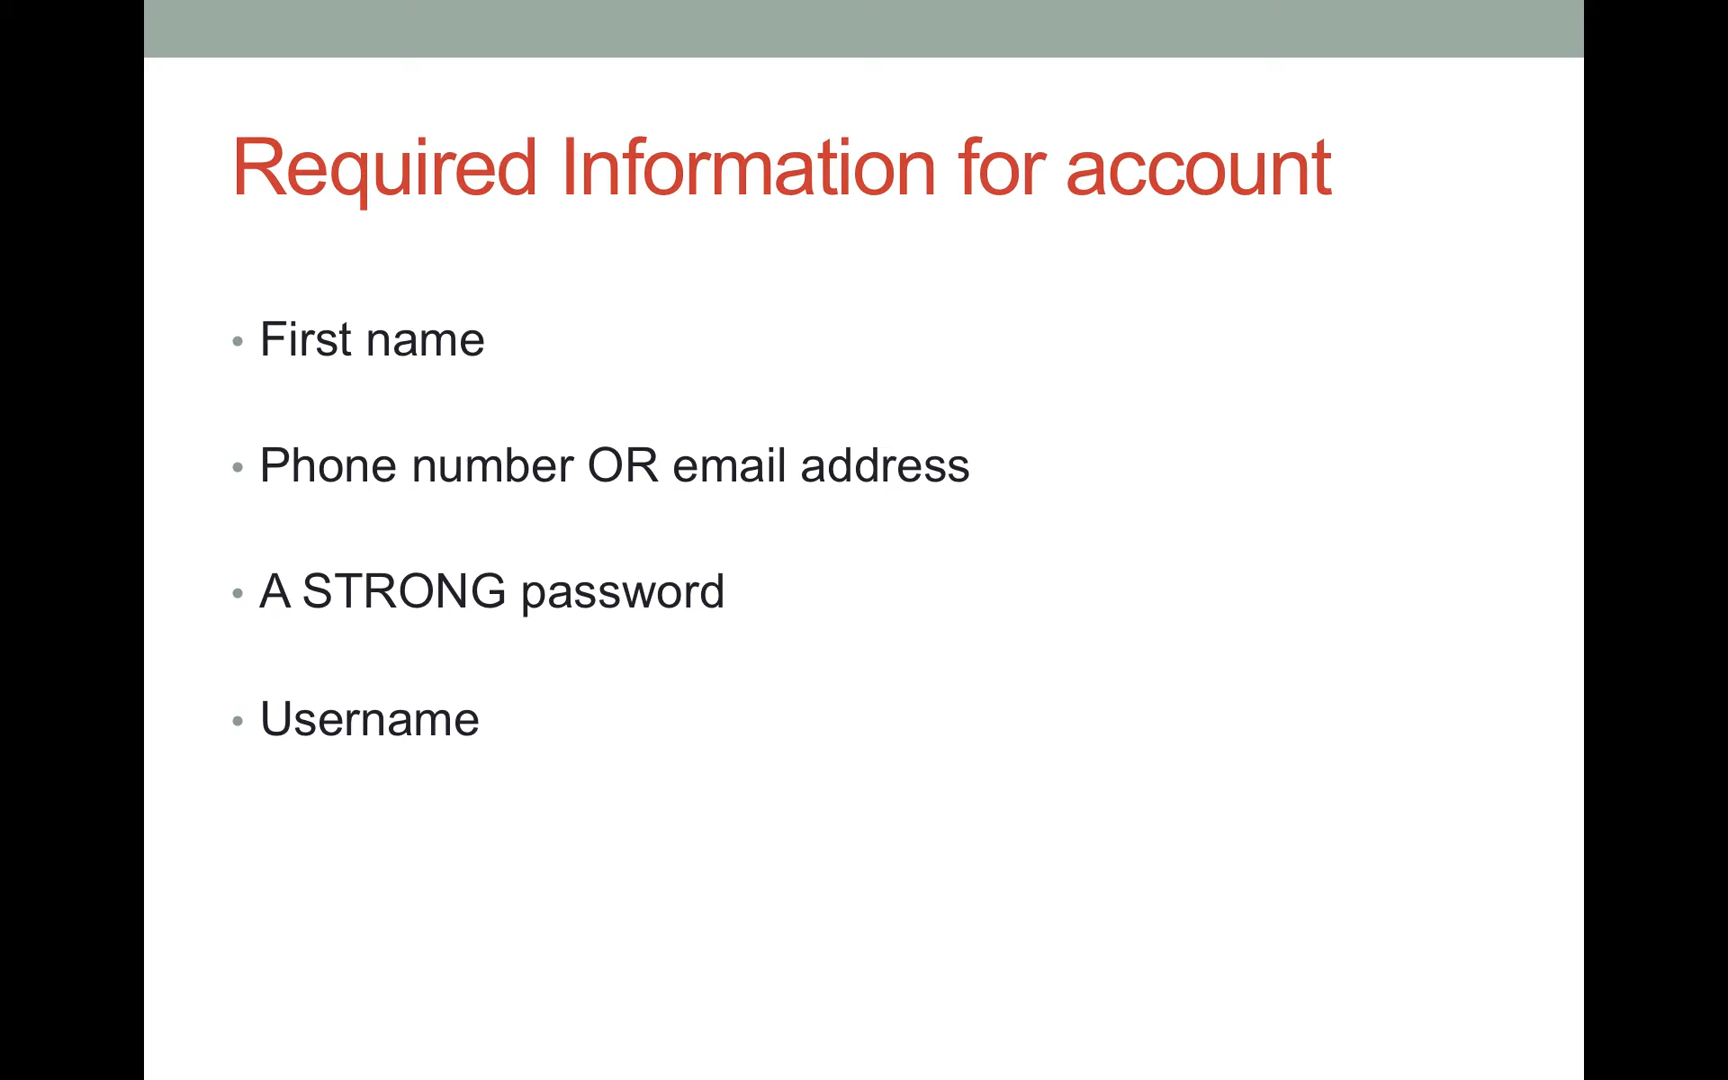 Required Information for account
• First name
• Phone number OR email address
• A STRONG password
• Username